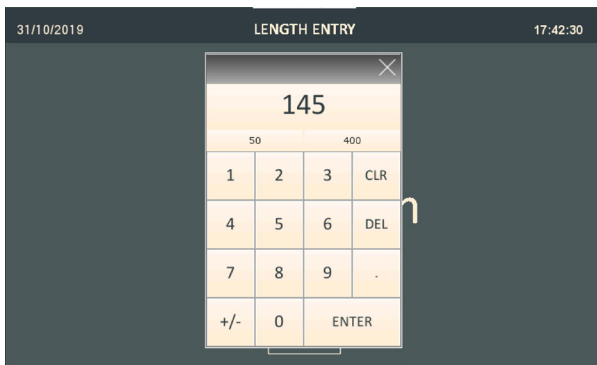 31/10/2019 LENGTH ENTRY 17:42:30
145
50 400
1 2 3 CLR
4 5 6 DEL
7 8 9 .
+/- 0 ENTER